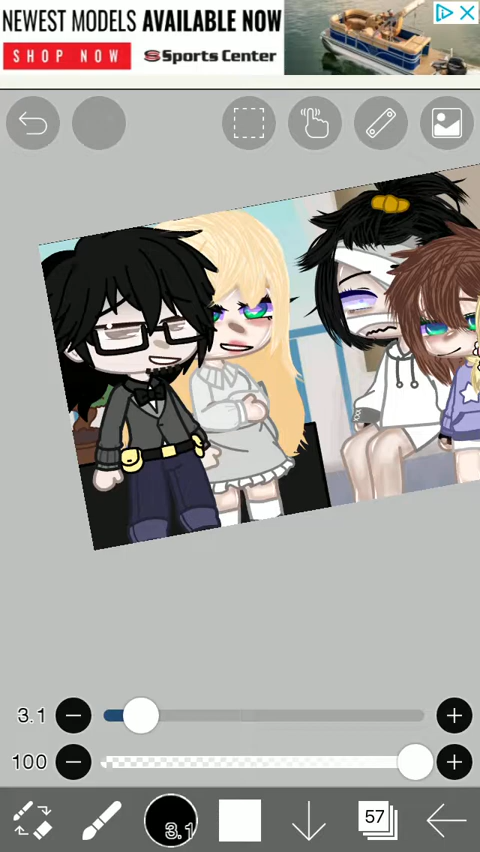 NEWEST MODELS AVAILABLE NOW
SHOP NOW
Sports Center
3.1
100
3.1
57